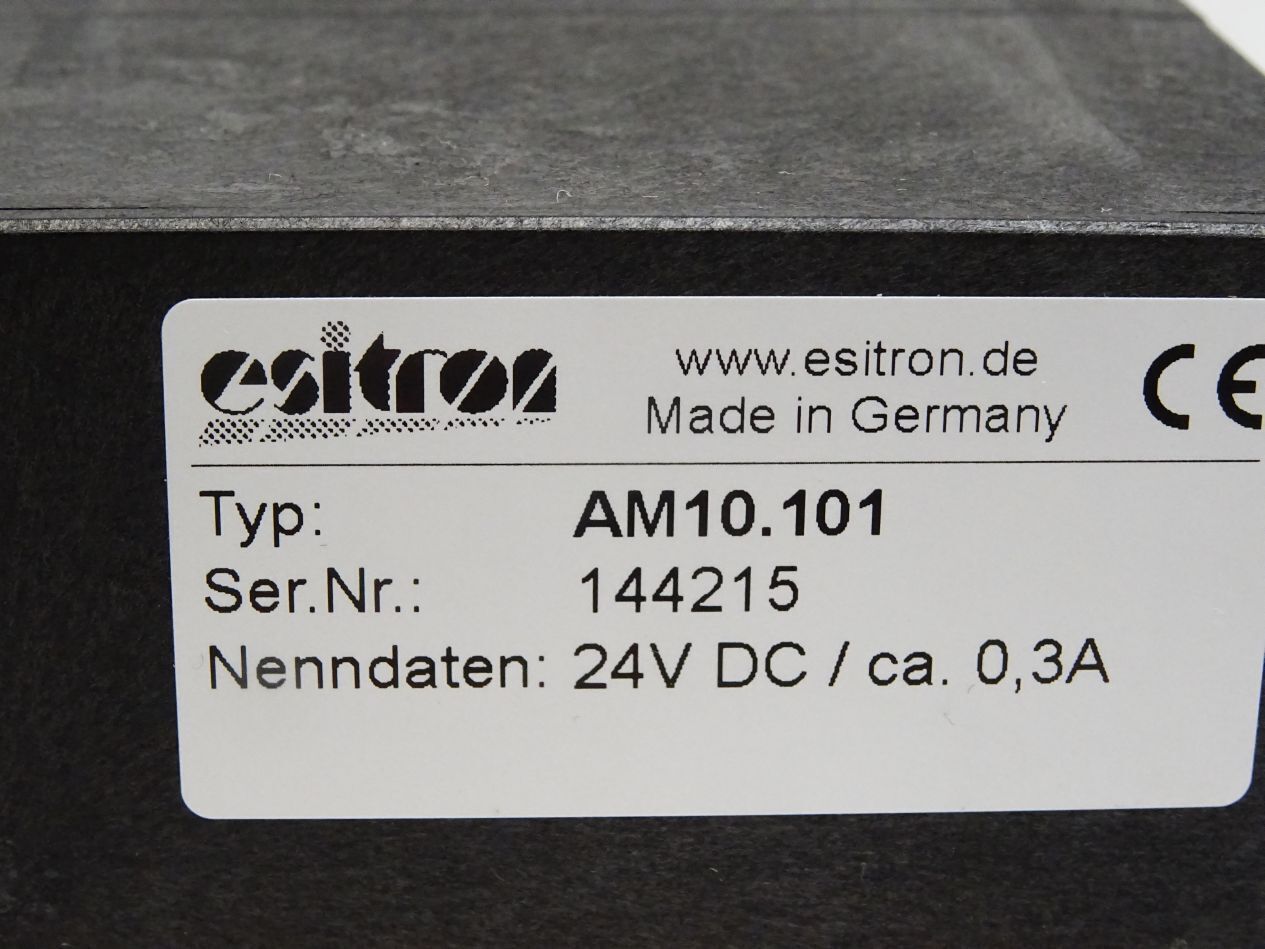 esitron
www.esitron.de
Made in Germany
CE
Typ: AM10.101
Ser.Nr.: 144215
Nenndaten: 24V DC / ca. 0,3A